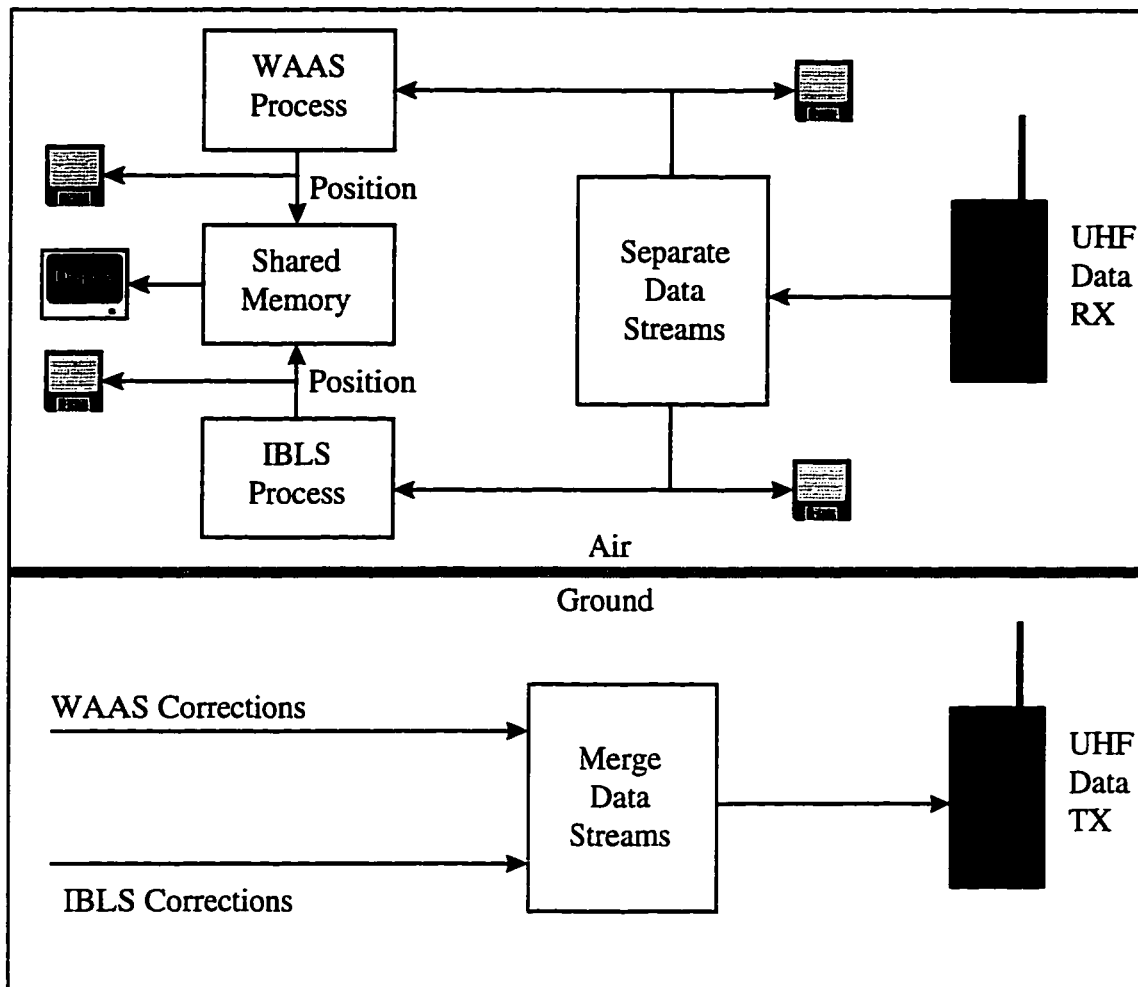 WAAS
Process
Position
Shared
Memory
Position
IBLS
Process
Separate
Data
Streams
UHF
Data
RX
Air
Ground
WAAS Corrections
IBLS Corrections
Merge
Data
Streams
UHF
Data
TX